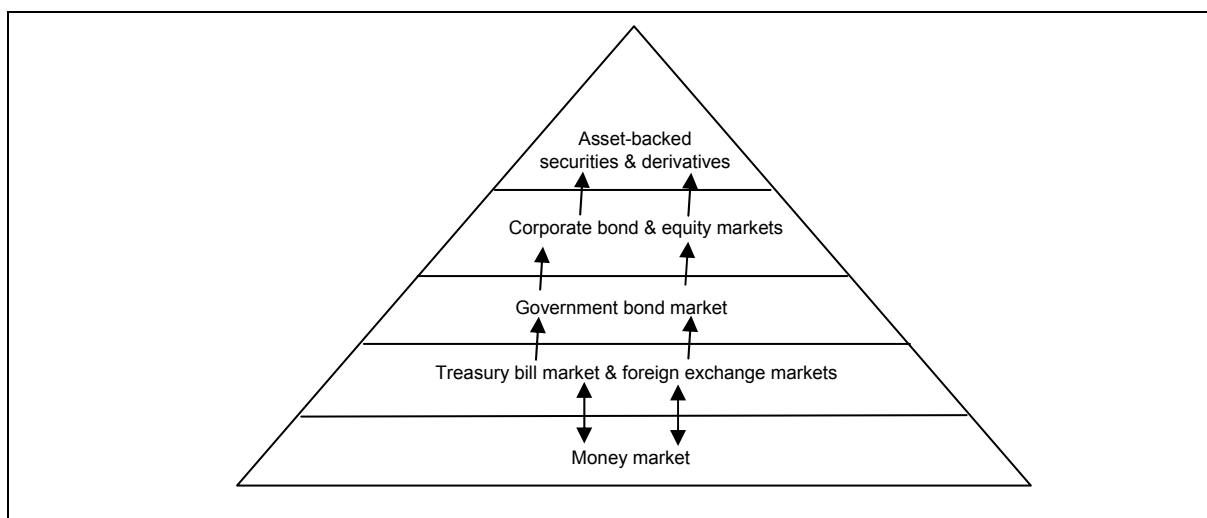 Asset-backed
securities & derivatives
Corporate bond & equity markets
Government bond market
Treasury bill market & foreign exchange markets
Money market